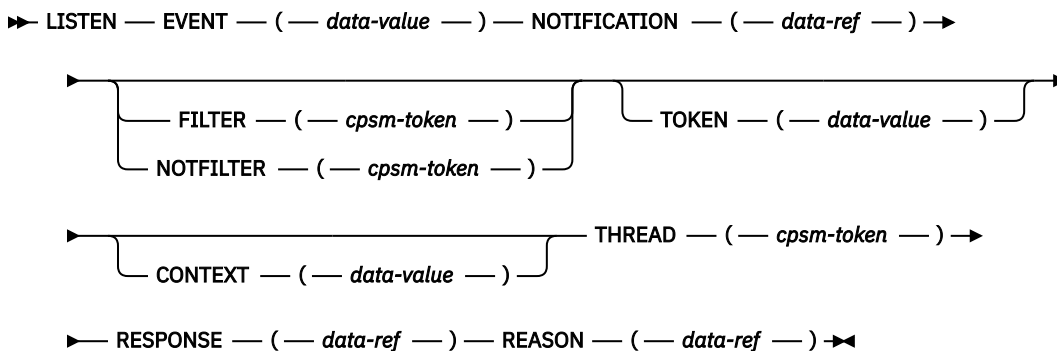 LISTEN EVENT ( data-value ) NOTIFICATION ( data-ref )
FILTER ( cpsm-token ) TOKEN ( data-value )
NOTFILTER ( cpsm-token )
THREAD ( cpsm-token )
CONTEXT ( data-value )
RESPONSE ( data-ref ) REASON ( data-ref )